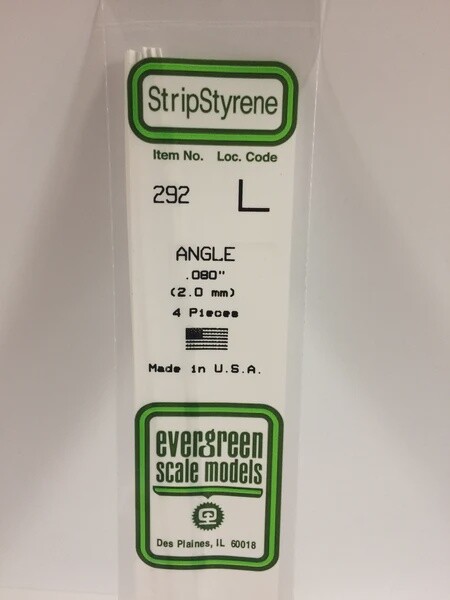 StripStyrene
Item No. Loc. Code
292 L
ANGLE
.080"
(2.0 mm)
4 Pieces
Made in U.S.A.
evergreen
scale models
Des Plaines, IL 60018